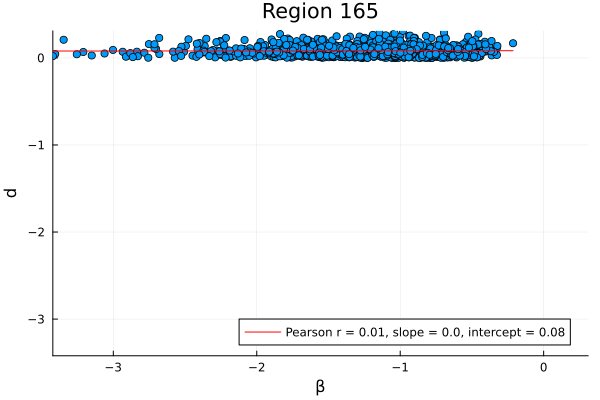 Region 165
0
−1
−2
−3
d
Pearson r = 0.01, slope = 0.0, intercept = 0.08
−3
−2
−1
0
β